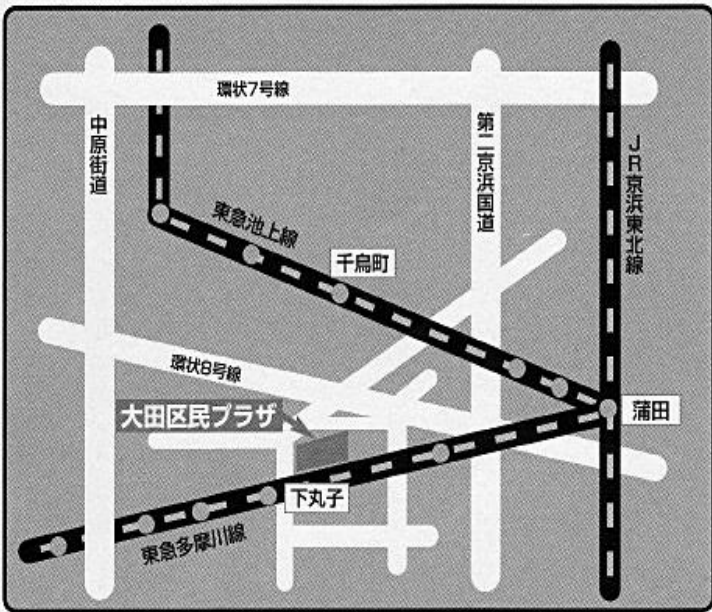 環状7号線
中原街道
第二京浜国道
JR京浜東北線
東急池上線
千鳥町
環状8号線
大田区民プラザ
蒲田
下丸子
東急多摩川線